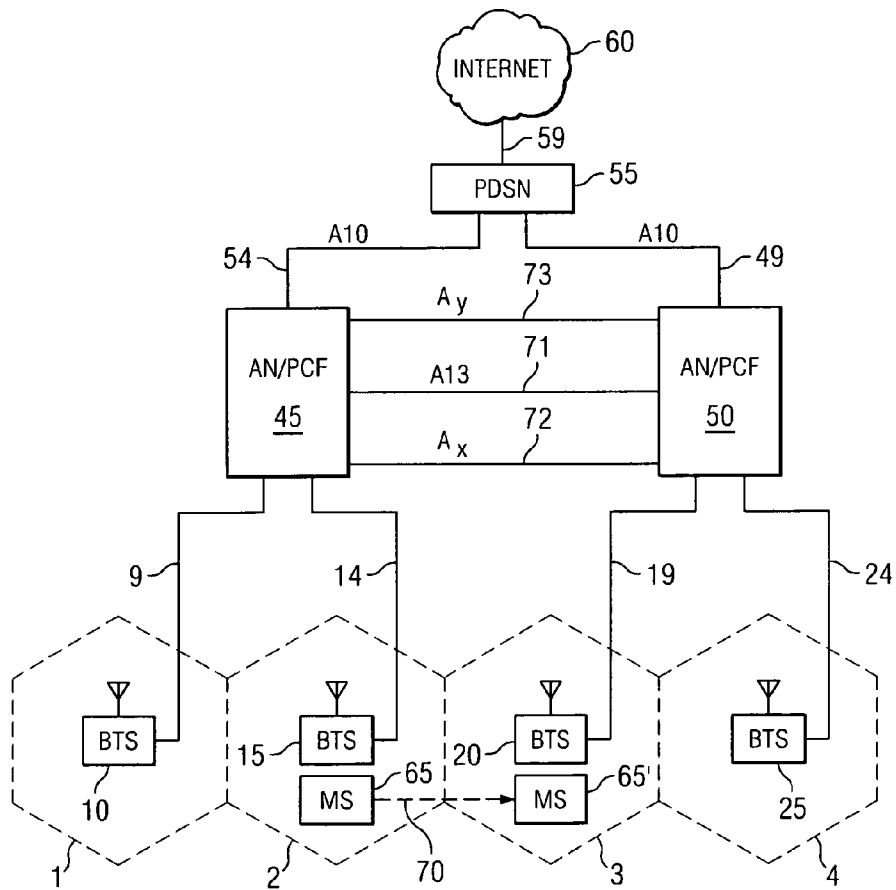 60
INTERNET
59
55
PDSN
A10
A10
54
49
Ay
73
AN/PCF
45
71
A13
AN/PCF
50
72
Ax
9
14
19
24
BTS
10
15
BTS
20
BTS
BTS
25
65
MS
65'
MS
70
1
2
3
4